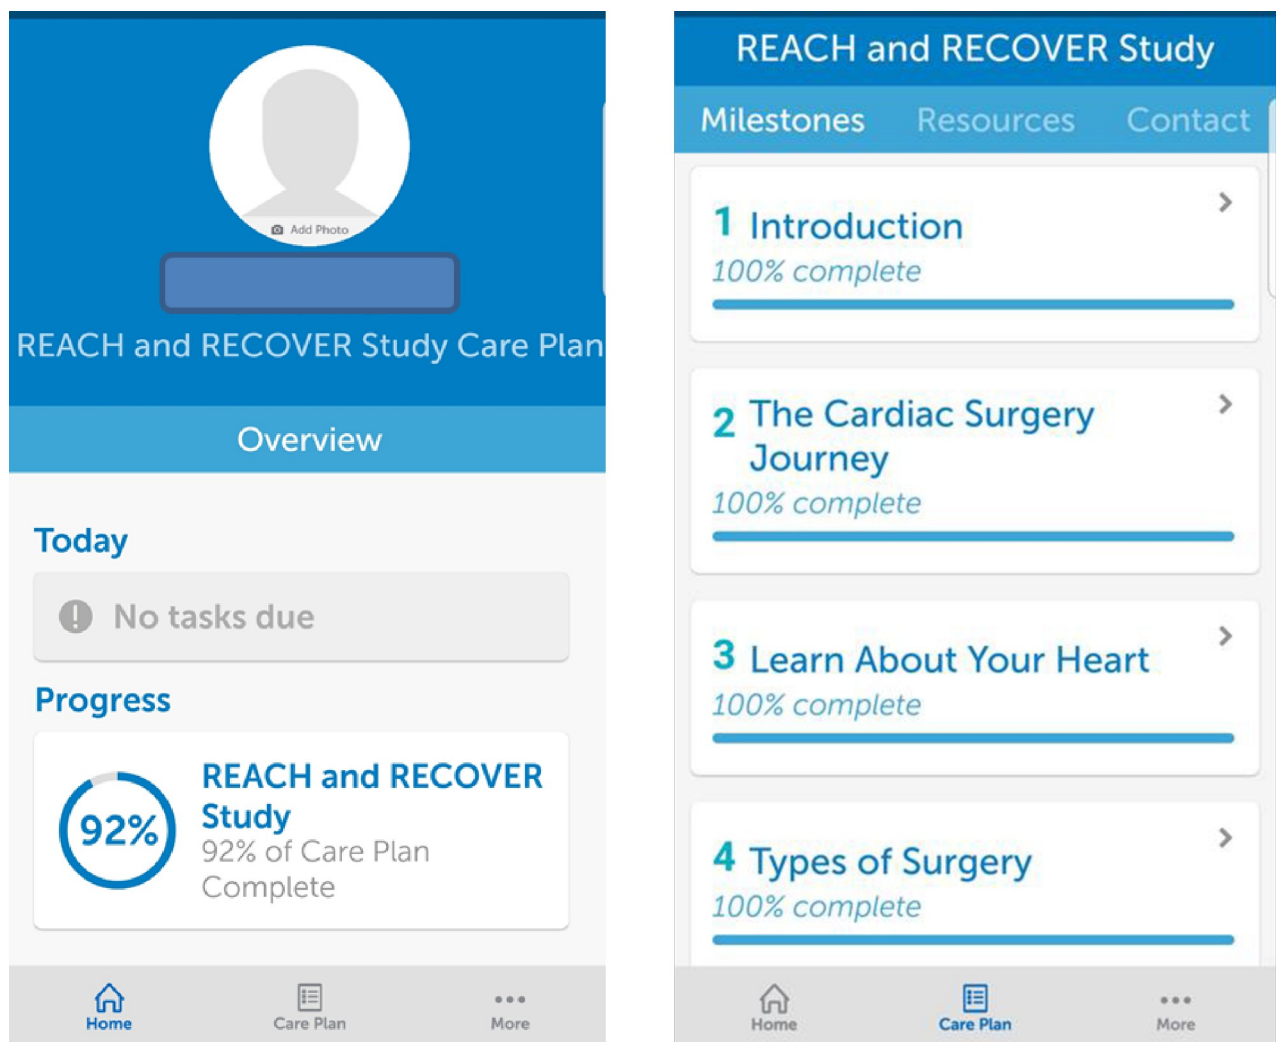 Add Photo
REACH and RECOVER Study Care Plan
Overview
Today
No tasks due
Progress
92%
REACH and RECOVER
Study
92% of Care Plan
Complete
Home
Care Plan
More
REACH and RECOVER Study
Milestones Resources Contact
1 Introduction
100% complete
2 The Cardiac Surgery
Journey
100% complete
3 Learn About Your Heart
100% complete
4 Types of Surgery
100% complete
Home
Care Plan
More